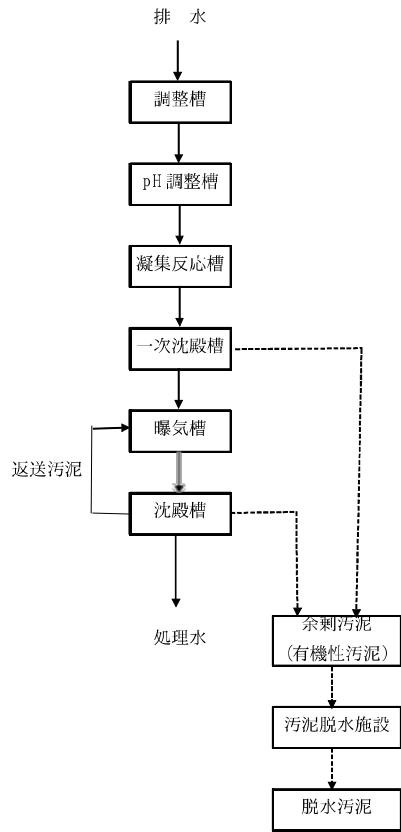 排　水
調整槽
pH調整槽
凝集反応槽
一次沈殿槽
曝気槽
返送汚泥
沈殿槽
処理水
余剰汚泥
（有機性汚泥）
汚泥脱水施設
脱水汚泥